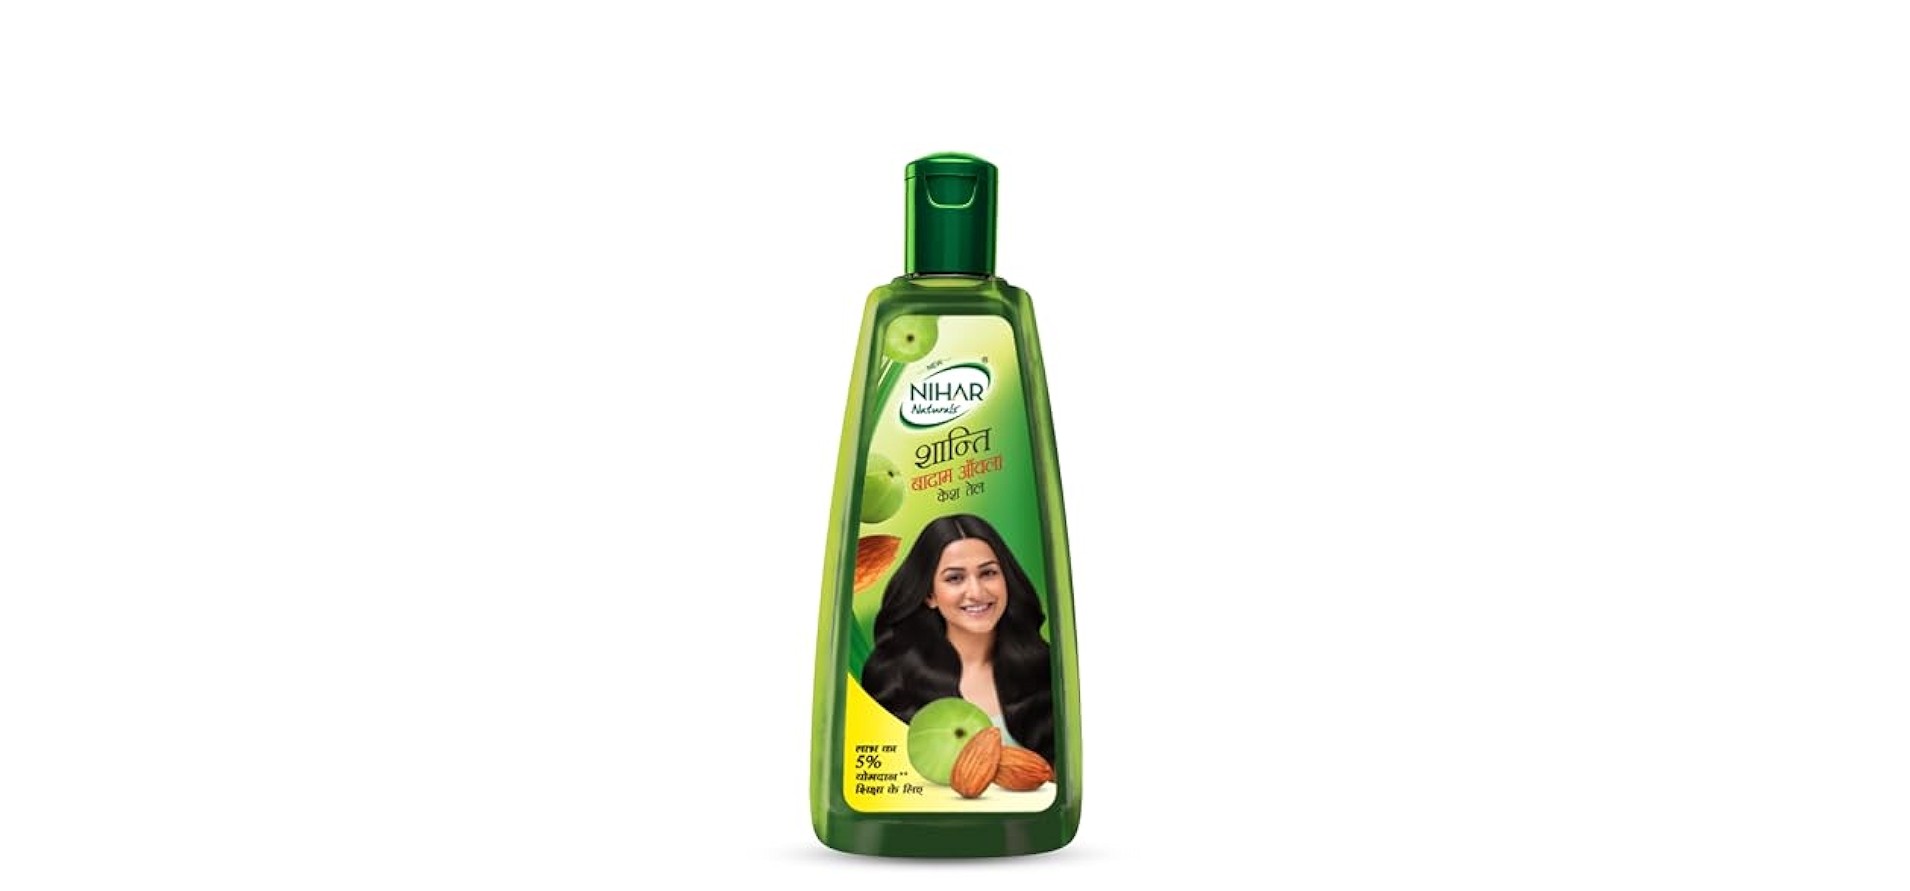 NEW
®
NIHAR
Naturals
शान्ति
बादाम आँवला
केश तेल
लाभ का
5%
योगदान**
शिक्षा के लिए